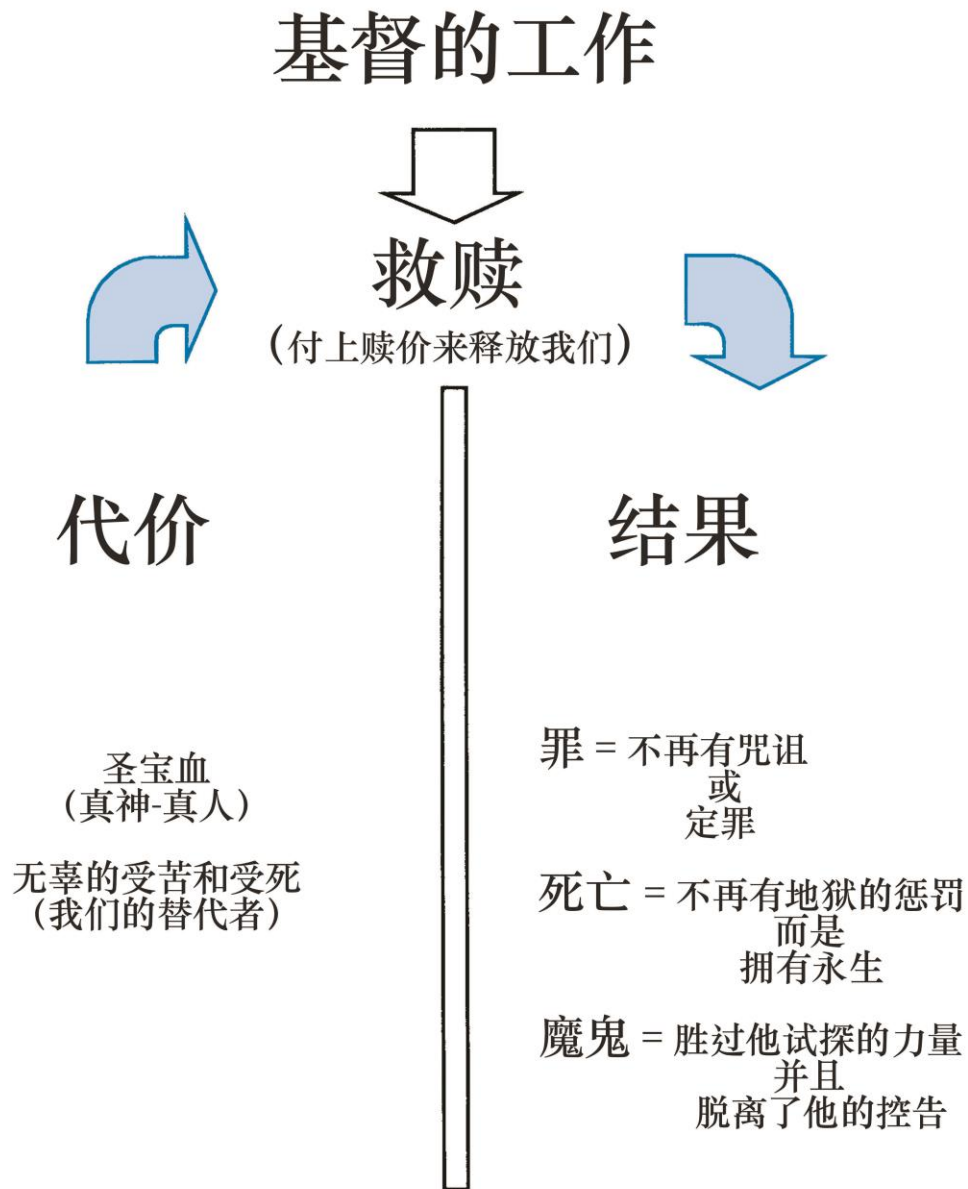 基督的工作
救赎
(付上赎价来释放我们)
代价
结果
圣宝血
(真神-真人)
无辜的受苦和受死
(我们的替代者)
罪 = 不再有咒诅
或
定罪
死亡 = 不再有地狱的惩罚
而是
拥有永生
魔鬼 = 胜过他试探的力量
并且
脱离了他的控告